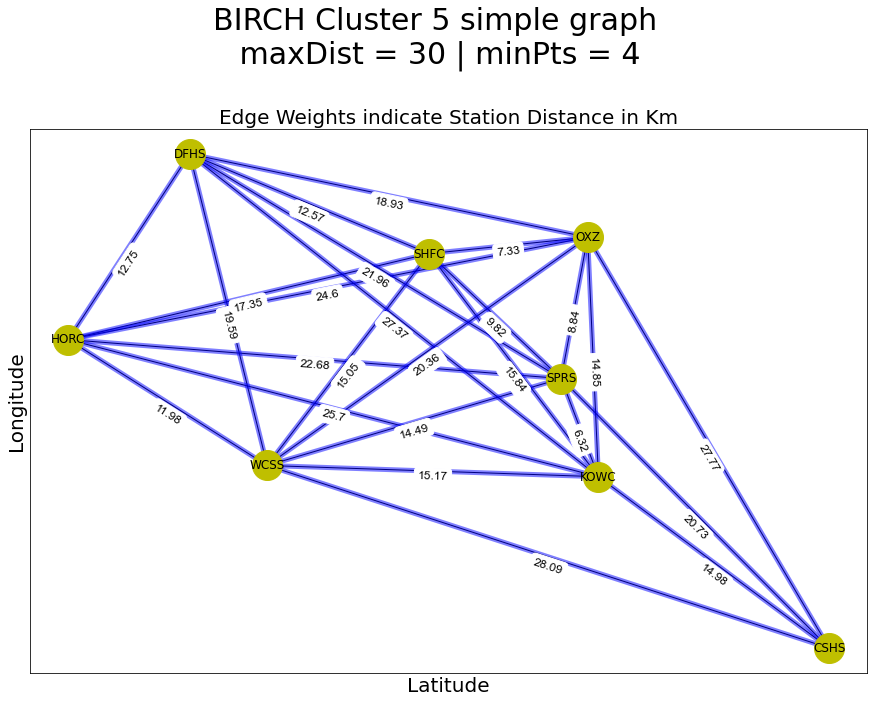 BIRCH Cluster 5 simple graph
maxDist = 30 | minPts = 4
Edge Weights indicate Station Distance in Km
DFHS
18.93
12.57
OXZ
SHFC
7.33
12.75
21.96
24.6
17.35
19.59
27.37
9.82
8.84
HORC
22.68
20.36
15.05
15.84
14.85
SPRS
11.98
25.7
14.49
6.32
27.77
WCSS
15.17
KOWC
20.73
28.09
14.98
CSHS
Longitude
Latitude